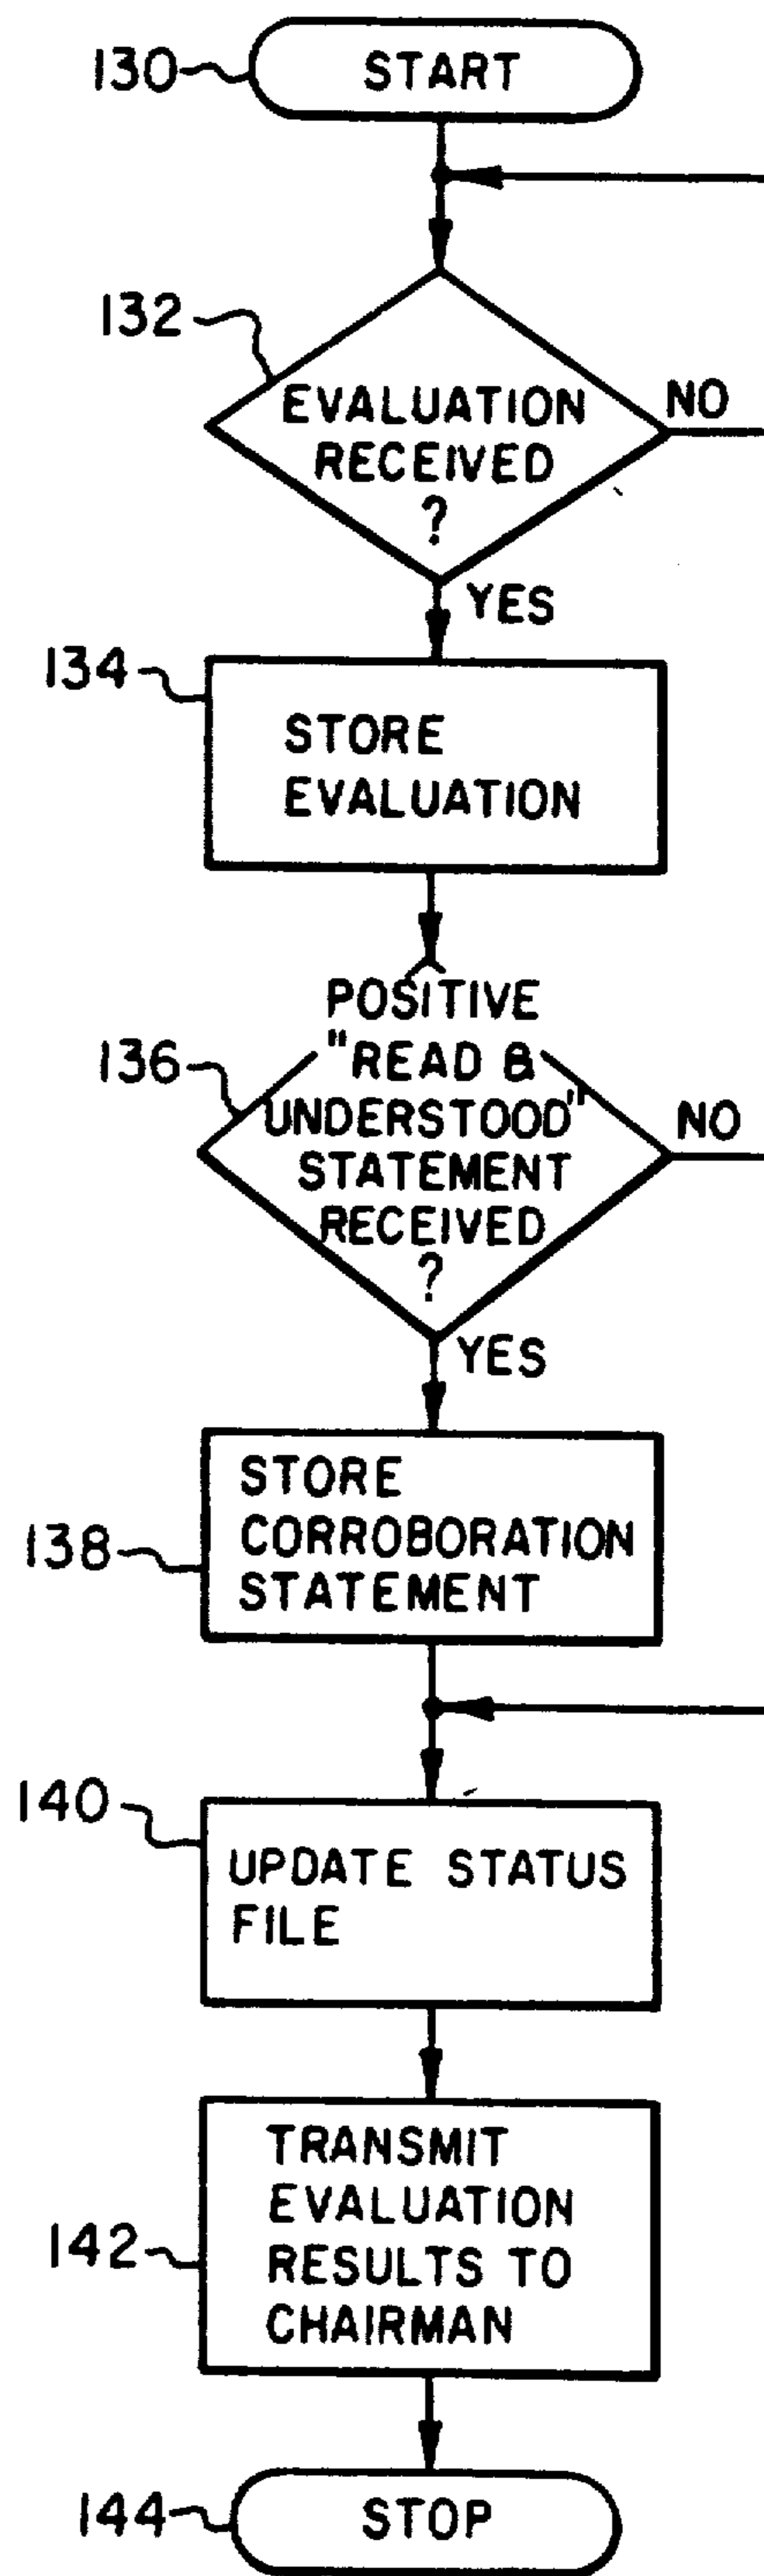 130
START
132
EVALUATION
RECEIVED
?
NO
YES
134
STORE
EVALUATION
136
POSITIVE
"READ &
UNDERSTOOD"
STATEMENT
RECEIVED
?
NO
YES
138
STORE
CORROBORATION
STATEMENT
140
UPDATE STATUS
FILE
142
TRANSMIT
EVALUATION
RESULTS TO
CHAIRMAN
144
STOP